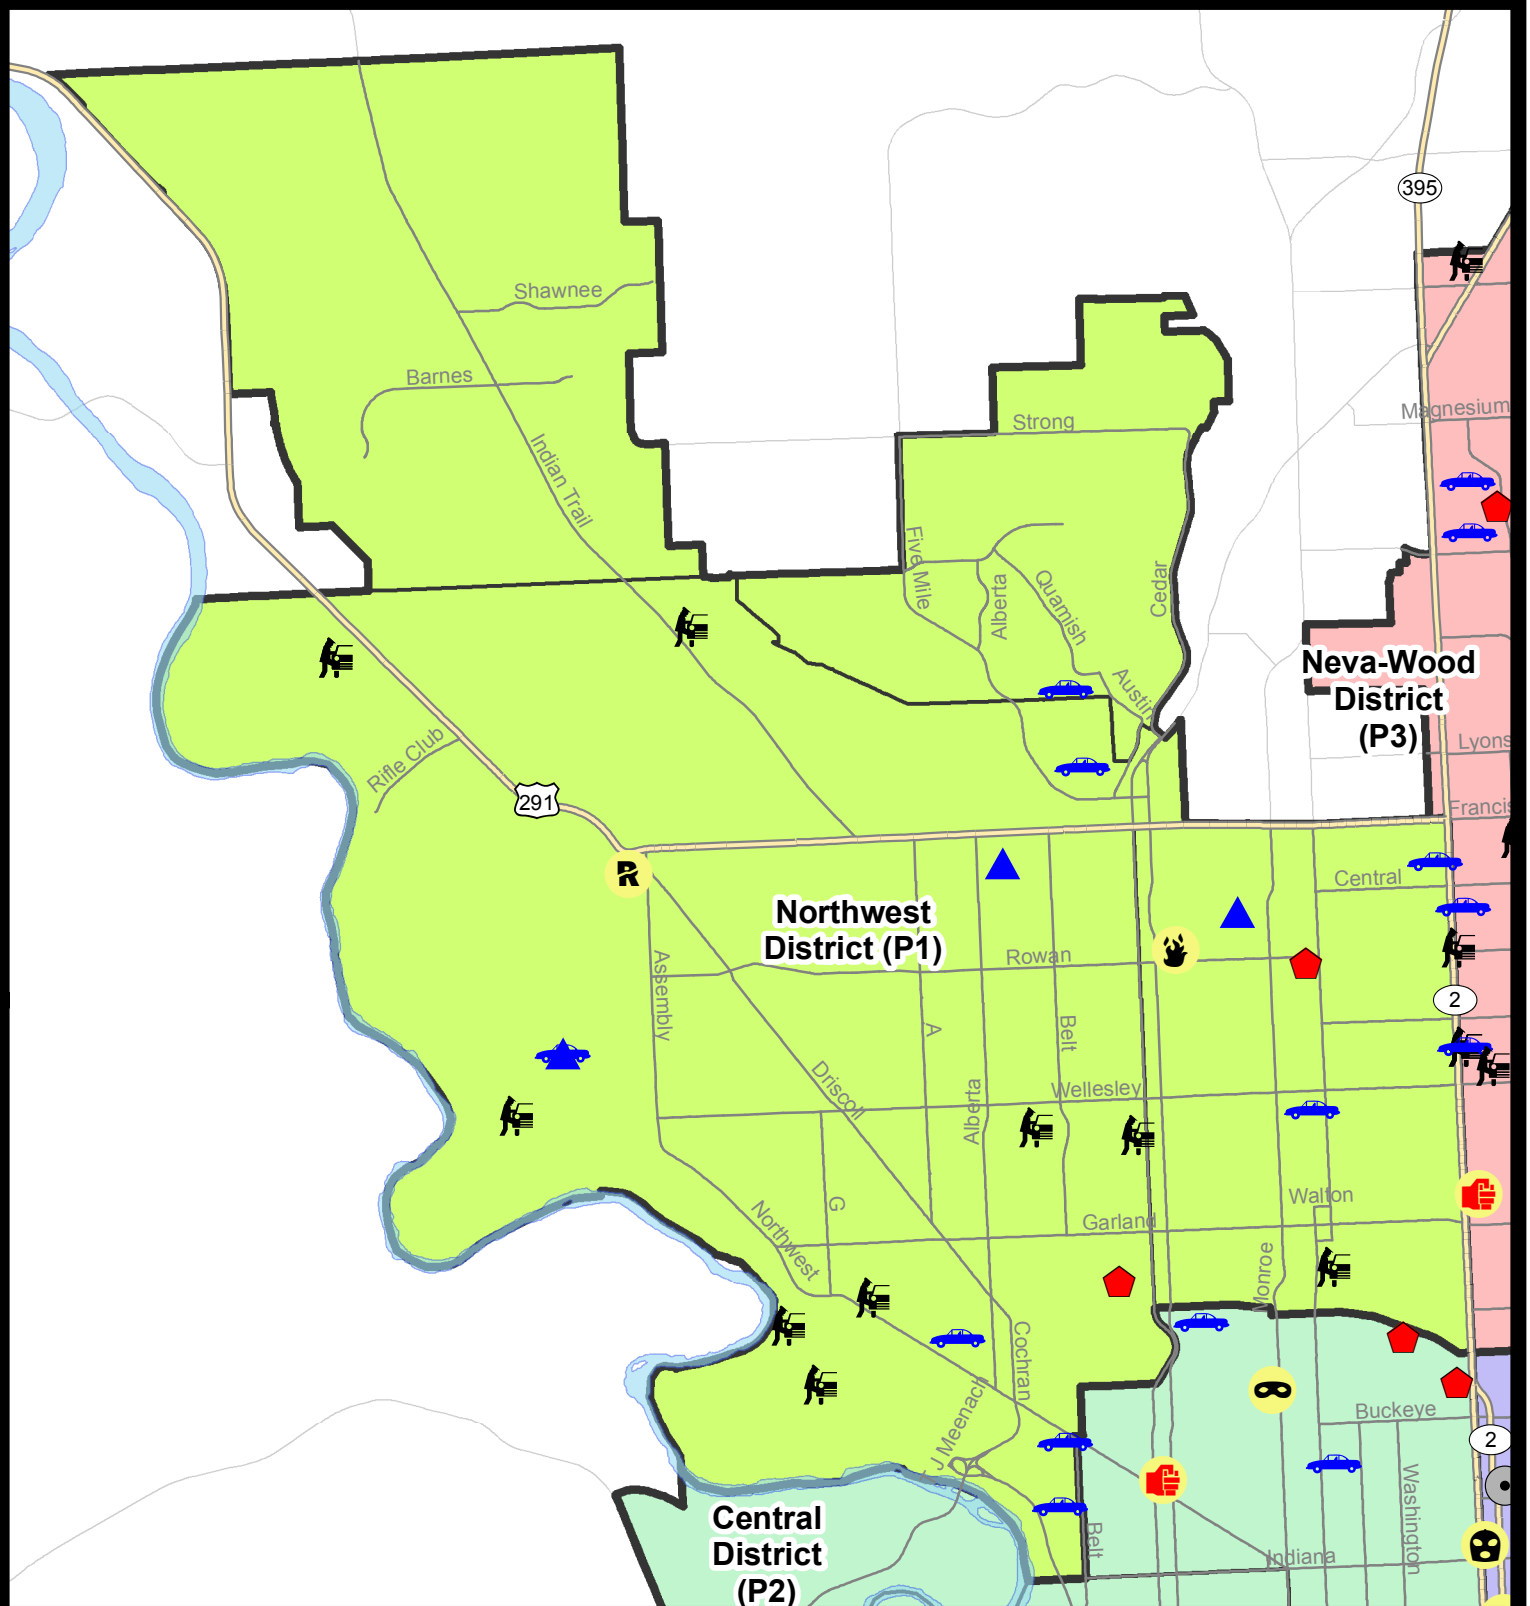 395
Shawnee
Barnes
Magnesium
Strong
Indian Trail
Five Mile
Alberta
Quamish
Cedar
Austin
Neva-Wood
District
(P3)
Lyons
Rifle Club
291
Francis
R
Central
Northwest
District (P1)
Rowan
Assembly
2
A
Belt
Driscoll
Wellesley
Alberta
Walton
G
Northwest
Garland
Monroe
Cochran
T J Meenach
Buckeye
2
Washington
Central
District
(P2)
Belt
Indiana